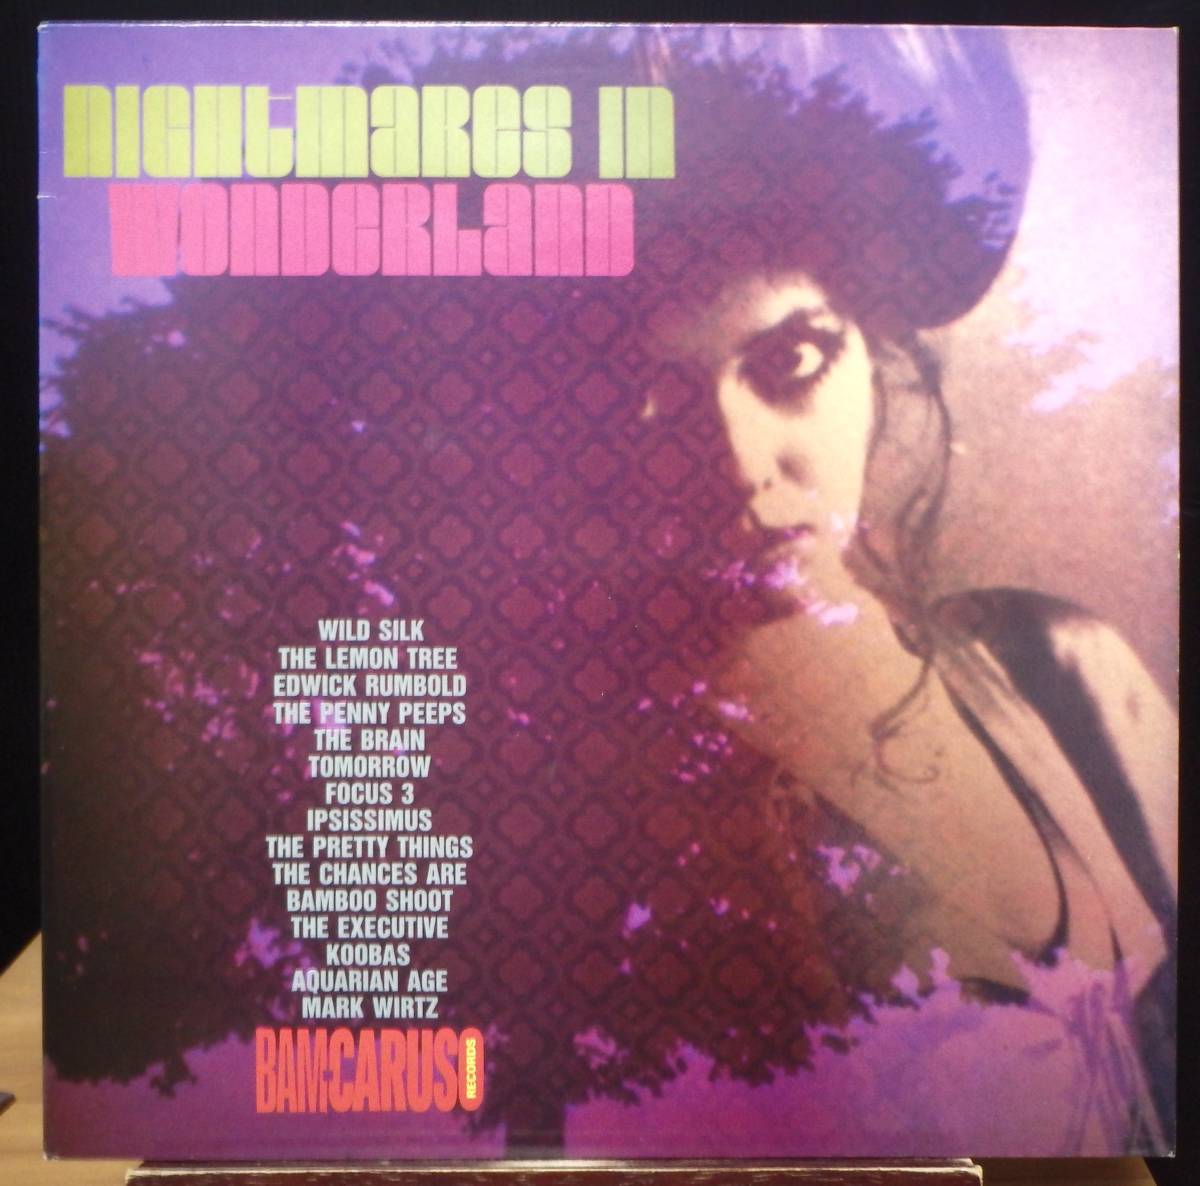 NIGHTMARES IN
WONDERLAND
WILD SILK
THE LEMON TREE
EDWICK RUMBOLD
THE PENNY PEEPS
THE BRAIN
TOMORROW
FOCUS 3
IPSISSIMUS
THE PRETTY THINGS
THE CHANCES ARE
BAMBOO SHOOT
THE EXECUTIVE
KOOBAS
AQUARIAN AGE
MARK WIRTZ
BAM-CARUSO RECORDS